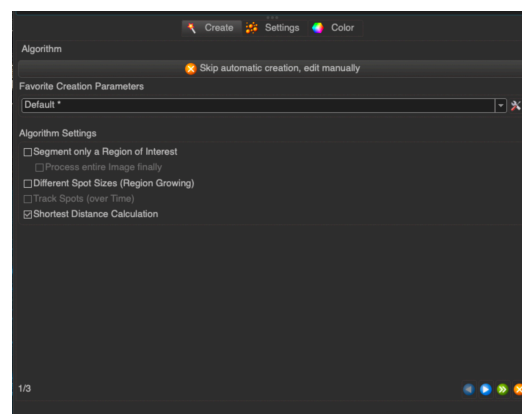 Create Settings Color
Algorithm
Skip automatic creation, edit manually
Favorite Creation Parameters
Default *
Algorithm Settings
Segment only a Region of Interest
Process entire Image finally
Different Spot Sizes (Region Growing)
Track Spots (over Time)
Shortest Distance Calculation
1/3